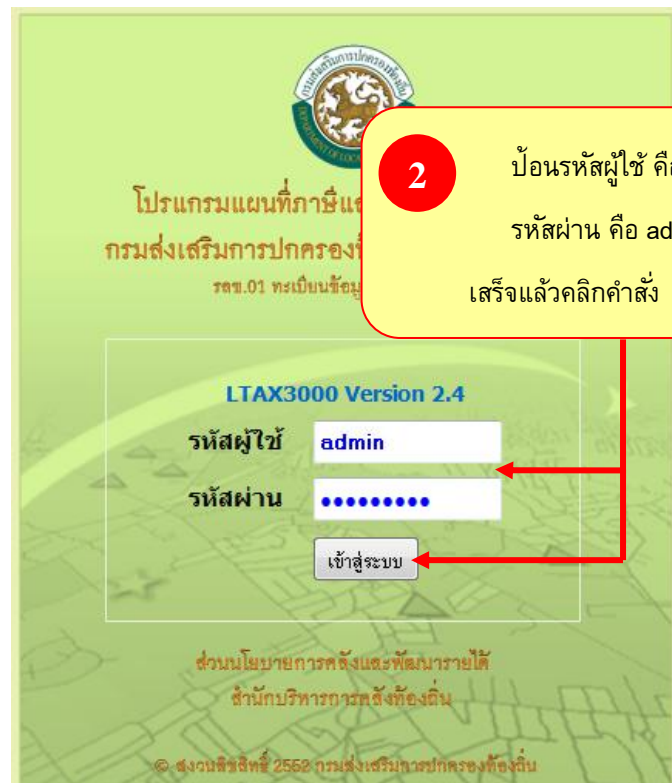 2
ป้อนรหัสผู้ใช้
รหัสผ่าน คือ
เสร็จแล้วคลิกคำสั่ง
โปรแกรมแผนที่ภาษี
กรมส่งเสริมการปกครอง
รดข.01
LTAX3000 Version 2.4
รหัสผู้ใช้ admin
รหัสผ่าน •••••••••
เข้าสู่ระบบ
ส่วนนโยบายการคลังและพัฒนารายได้
สำนักบริหารการคลังท้องถิ่น
© สงวนลิขสิทธิ์ 2552 กรมส่งเสริมการปกครองท้องถิ่น